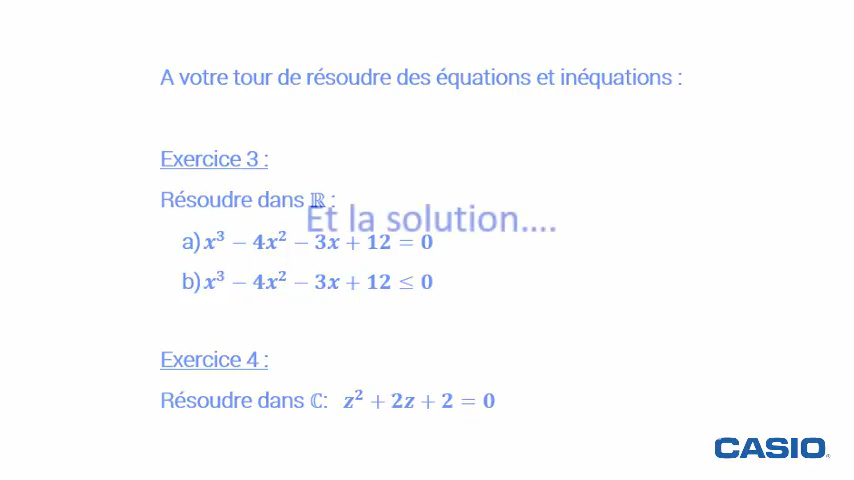 A votre tour de résoudre des équations et inéquations :
Exercice 3 :
Résoudre dans ℝ :
Et la solution....
a) x³ − 4x² − 3x + 12 = 0
b) x³ − 4x² − 3x + 12 ≤ 0
Exercice 4 :
Résoudre dans ℂ: z² + 2z + 2 = 0
CASIO